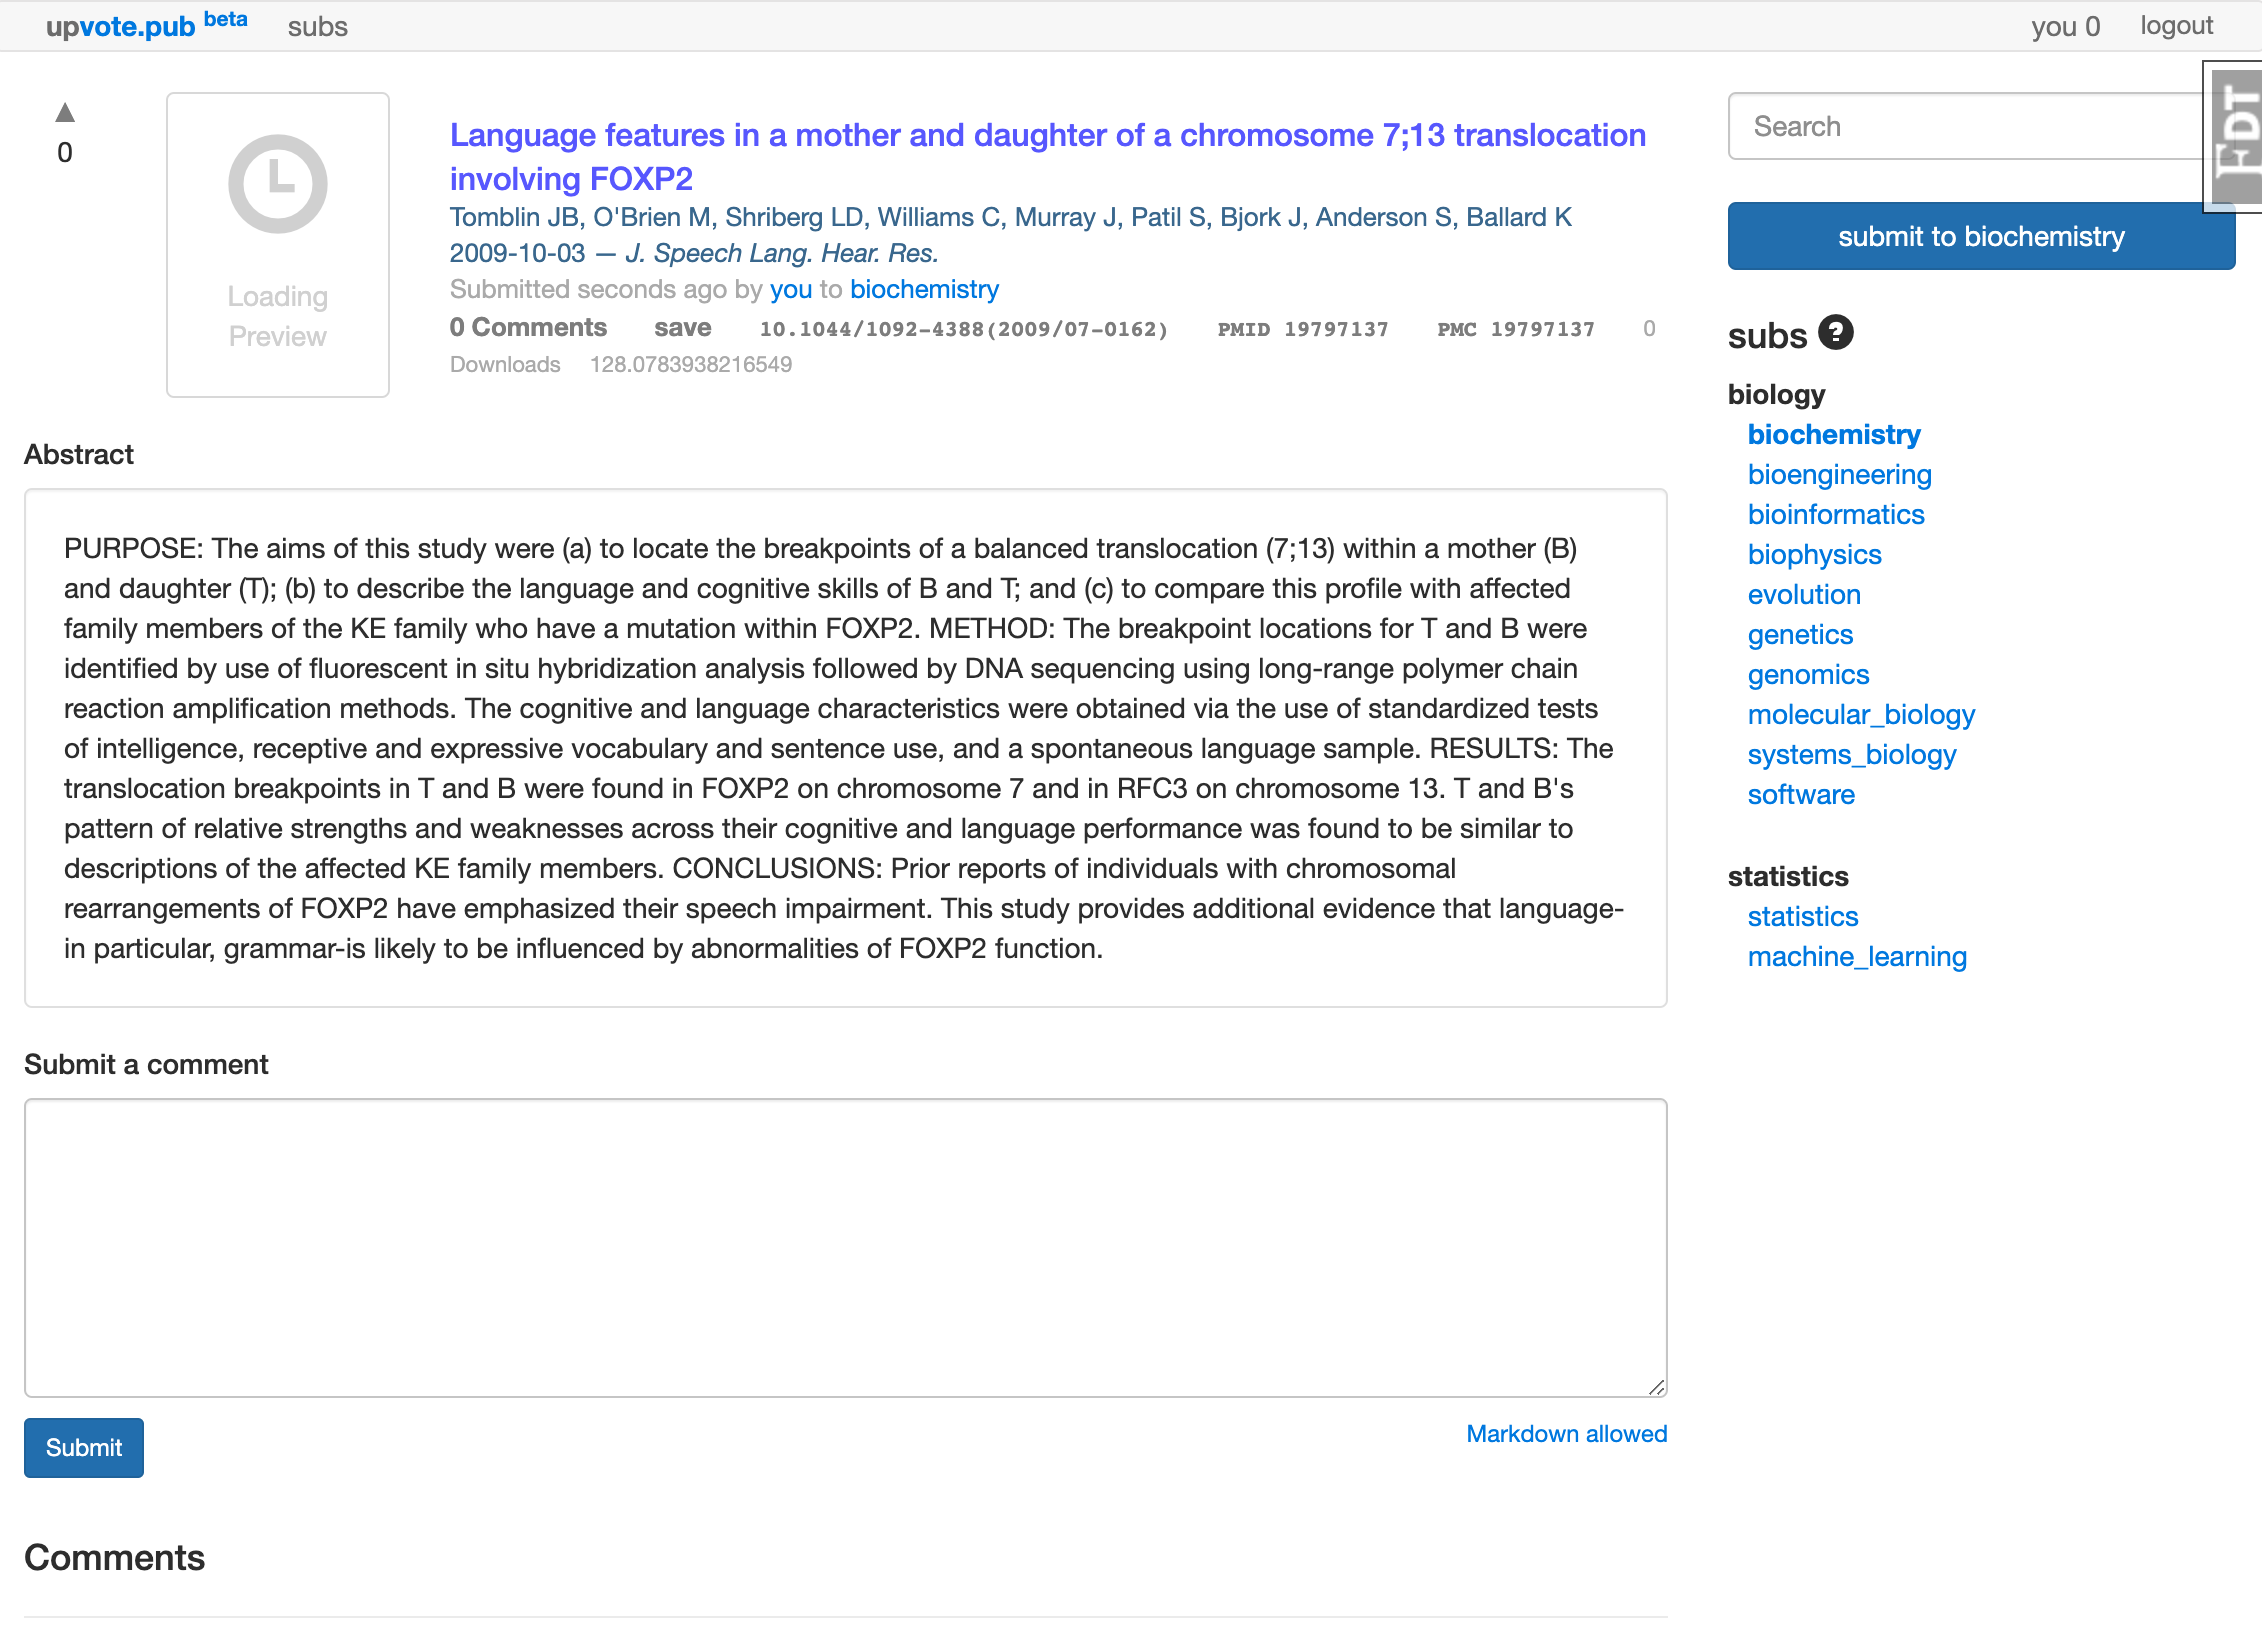 upvote.pub beta subs you 0 logout
▲
0
Loading
Preview
Language features in a mother and daughter of a chromosome 7;13 translocation
involving FOXP2
Tomblin JB, O'Brien M, Shriberg LD, Williams C, Murray J, Patil S, Bjork J, Anderson S, Ballard K
2009-10-03 — J. Speech Lang. Hear. Res.
Submitted seconds ago by you to biochemistry
0 Comments save 10.1044/1092-4388(2009/07-0162) PMID 19797137 PMC 19797137 0
Downloads 128.0783938216549
Abstract
PURPOSE: The aims of this study were (a) to locate the breakpoints of a balanced translocation (7;13) within a mother (B)
and daughter (T); (b) to describe the language and cognitive skills of B and T; and (c) to compare this profile with affected
family members of the KE family who have a mutation within FOXP2. METHOD: The breakpoint locations for T and B were
identified by use of fluorescent in situ hybridization analysis followed by DNA sequencing using long-range polymer chain
reaction amplification methods. The cognitive and language characteristics were obtained via the use of standardized tests
of intelligence, receptive and expressive vocabulary and sentence use, and a spontaneous language sample. RESULTS: The
translocation breakpoints in T and B were found in FOXP2 on chromosome 7 and in RFC3 on chromosome 13. T and B's
pattern of relative strengths and weaknesses across their cognitive and language performance was found to be similar to
descriptions of the affected KE family members. CONCLUSIONS: Prior reports of individuals with chromosomal
rearrangements of FOXP2 have emphasized their speech impairment. This study provides additional evidence that language-
in particular, grammar-is likely to be influenced by abnormalities of FOXP2 function.
Submit a comment
Submit
Markdown allowed
Comments
Search
FDT
submit to biochemistry
subs ?
biology
biochemistry
bioengineering
bioinformatics
biophysics
evolution
genetics
genomics
molecular_biology
systems_biology
software
statistics
statistics
machine_learning